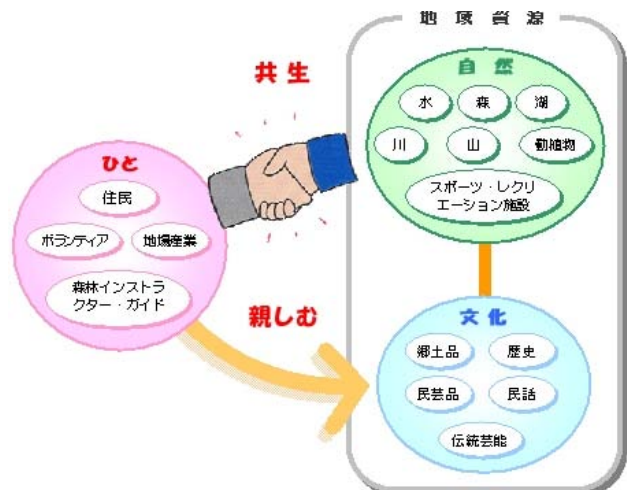 地域資源
共生
自然
水
森
湖
川
山
動植物
スポーツ・レクリ
エーション施設
ひと
住民
ボランティア
地場産業
森林インストラ
クター・ガイド
親しむ
文化
郷土品
歴史
民芸品
民話
伝統芸能